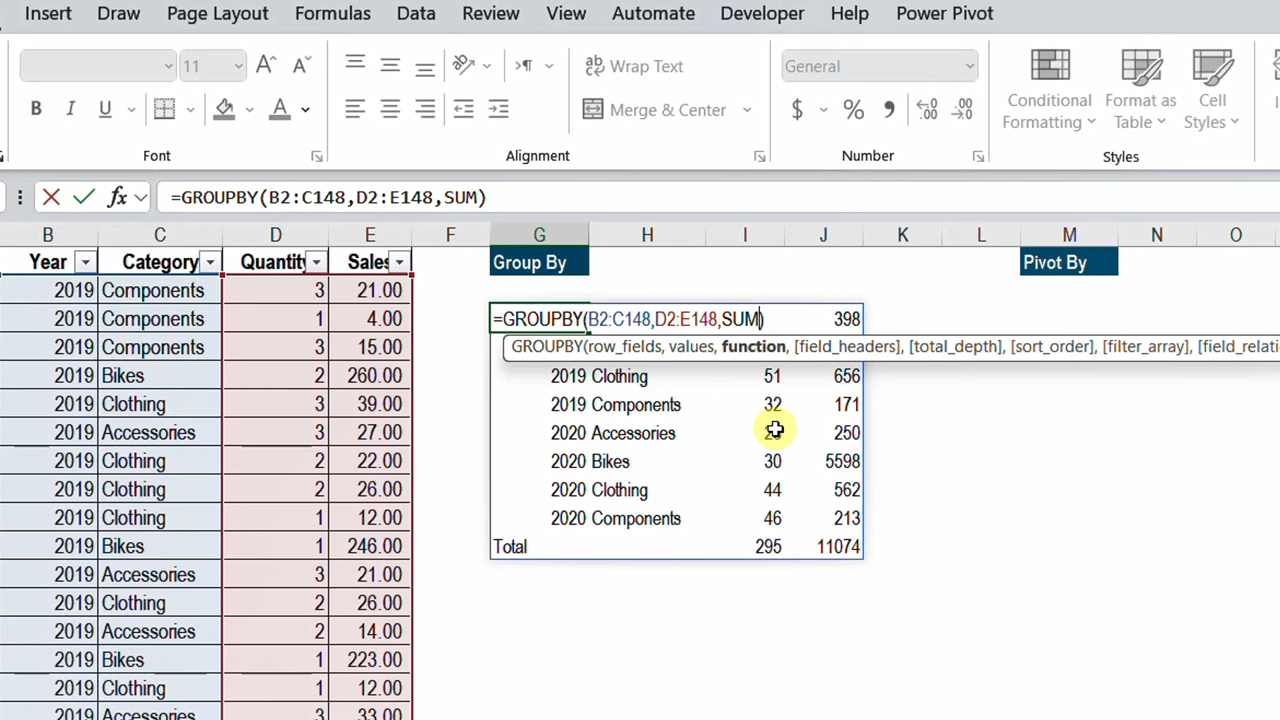 Insert Draw Page Layout Formulas Data Review View Automate Developer Help Power Pivot
11 A A Wrap Text General
B I U A Merge & Center $ % 9 Conditional Formatting Format as Table Cell Styles
Font Alignment Number Styles
fx =GROUPBY(B2:C148,D2:E148,SUM)
B C D E F G H I J K L M N O
Year Category Quantity Sales Group By Pivot By
2019 Components 3 21.00
2019 Components 1 4.00 =GROUPBY(B2:C148,D2:E148,SUM) 398
2019 Components 3 15.00 GROUPBY(row_fields, values, function, [field_headers], [total_depth], [sort_order], [filter_array], [field_relati
2019 Bikes 2 260.00 2019 Clothing 51 656
2019 Clothing 3 39.00 2019 Components 32 171
2019 Accessories 3 27.00 2020 Accessories 250
2019 Clothing 2 22.00 2020 Bikes 30 5598
2019 Clothing 2 26.00 2020 Clothing 44 562
2019 Clothing 1 12.00 2020 Components 46 213
2019 Bikes 1 246.00 Total 295 11074
2019 Accessories 3 21.00
2019 Clothing 2 26.00
2019 Accessories 2 14.00
2019 Bikes 1 223.00
2019 Clothing 1 12.00
2019 Accessories 3 33.00